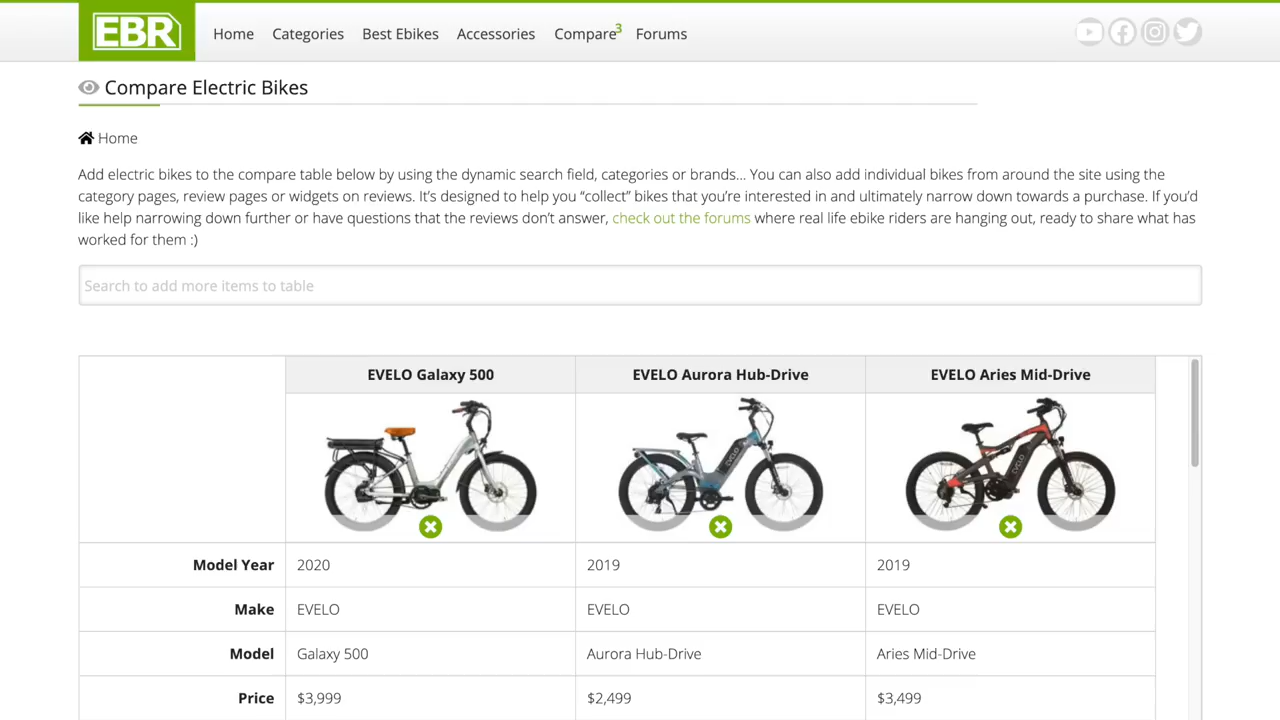 EBR
Home Categories Best Ebikes Accessories Compare3 Forums
Compare Electric Bikes
Home
Add electric bikes to the compare table below by using the dynamic search field, categories or brands... You can also add individual bikes from around the site using the
category pages, review pages or widgets on reviews. It's designed to help you “collect” bikes that you're interested in and ultimately narrow down towards a purchase. If you'd
like help narrowing down further or have questions that the reviews don't answer, check out the forums where real life ebike riders are hanging out, ready to share what has
worked for them :)
Search to add more items to table
EVELO Galaxy 500 EVELO Aurora Hub-Drive EVELO Aries Mid-Drive
Model Year 2020 2019 2019
Make EVELO EVELO EVELO
Model Galaxy 500 Aurora Hub-Drive Aries Mid-Drive
Price $3,999 $2,499 $3,499